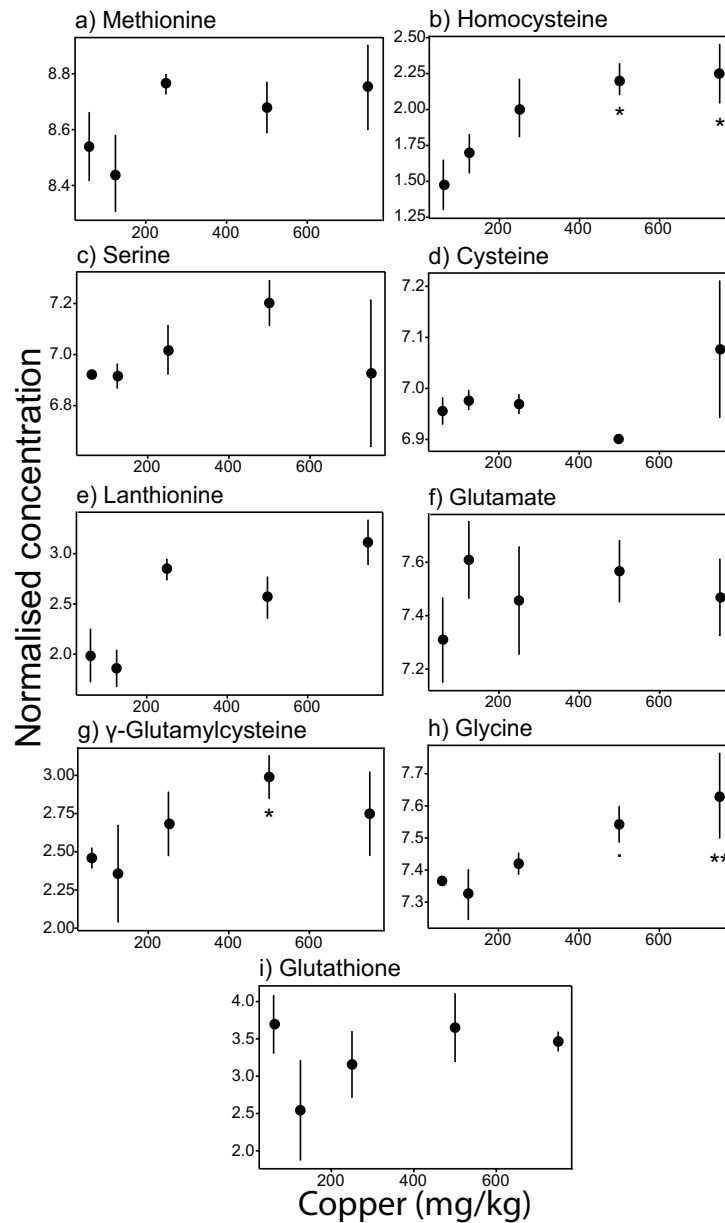 a) Methionine
8.8
8.6
8.4
200 400 600
b) Homocysteine
2.50
2.25
2.00
1.75
1.50
1.25
* *
200 400 600
c) Serine
7.2
7.0
6.8
200 400 600
d) Cysteine
7.2
7.1
7.0
6.9
200 400 600
e) Lanthionine
3.0
2.5
2.0
200 400 600
f) Glutamate
7.6
7.4
7.2
200 400 600
g) γ-Glutamylcysteine
3.00
2.75
2.50
2.25
2.00
*
200 400 600
h) Glycine
7.7
7.6
7.5
7.4
7.3
. **
200 400 600
i) Glutathione
4.0
3.5
3.0
2.5
2.0
200 400 600
Normalised concentration
Copper (mg/kg)